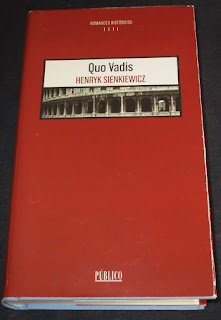 ROMANCES HISTÓRICOS
Quo Vadis
HENRYK SIENKIEWICZ
PÚBLICO